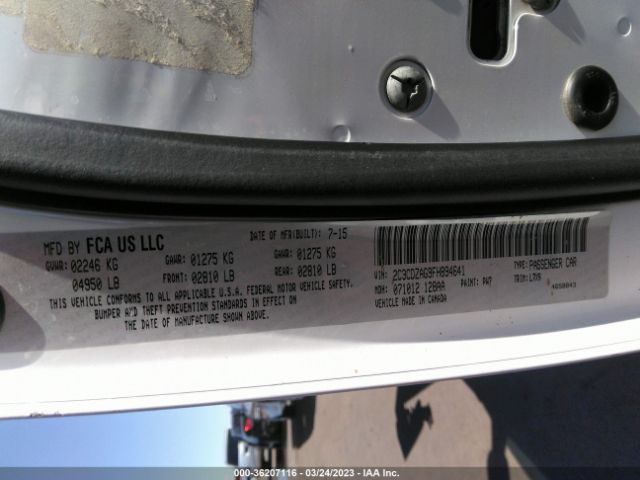 MFD BY FCA US LLC
DATE OF MFR(BUILT): 7-15
GVWR: 02246 KG
04950 LB
GAWR: 01275 KG
FRONT: 02810 LB
GAWR: 01275 KG
REAR: 02810 LB
THIS VEHICLE CONFORMS TO ALL APPLICABLE U.S.A. FEDERAL MOTOR VEHICLE SAFETY,
BUMPER AND THEFT PREVENTION STANDARDS IN EFFECT ON
THE DATE OF MANUFACTURE SHOWN ABOVE.
VIN: 2C3CDZAG9FH894641
TYPE: PASSENGER CAR
MDH: 071012 12BAA
PAINT: PW7
TRIM: L7X9
VEHICLE MADE IN CANADA
000-36207116 — 03/24/2023 — IAA Inc.